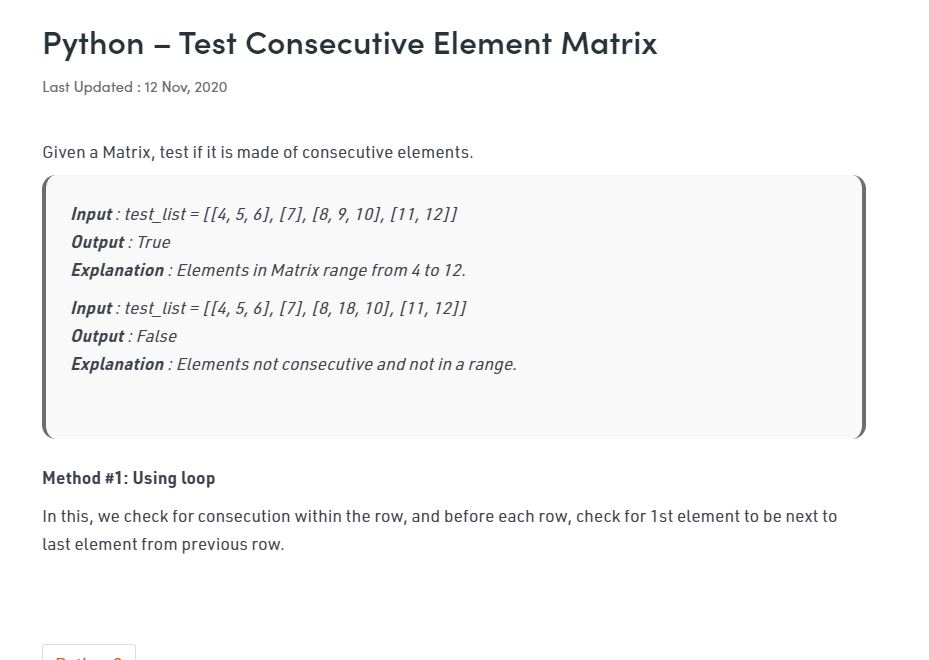 Python – Test Consecutive Element Matrix
Last Updated : 12 Nov, 2020
Given a Matrix, test if it is made of consecutive elements.
Input : test_list = [[4, 5, 6], [7], [8, 9, 10], [11, 12]]
Output : True
Explanation : Elements in Matrix range from 4 to 12.
Input : test_list = [[4, 5, 6], [7], [8, 18, 10], [11, 12]]
Output : False
Explanation : Elements not consecutive and not in a range.
Method #1: Using loop
In this, we check for consecution within the row, and before each row, check for 1st element to be next to
last element from previous row.